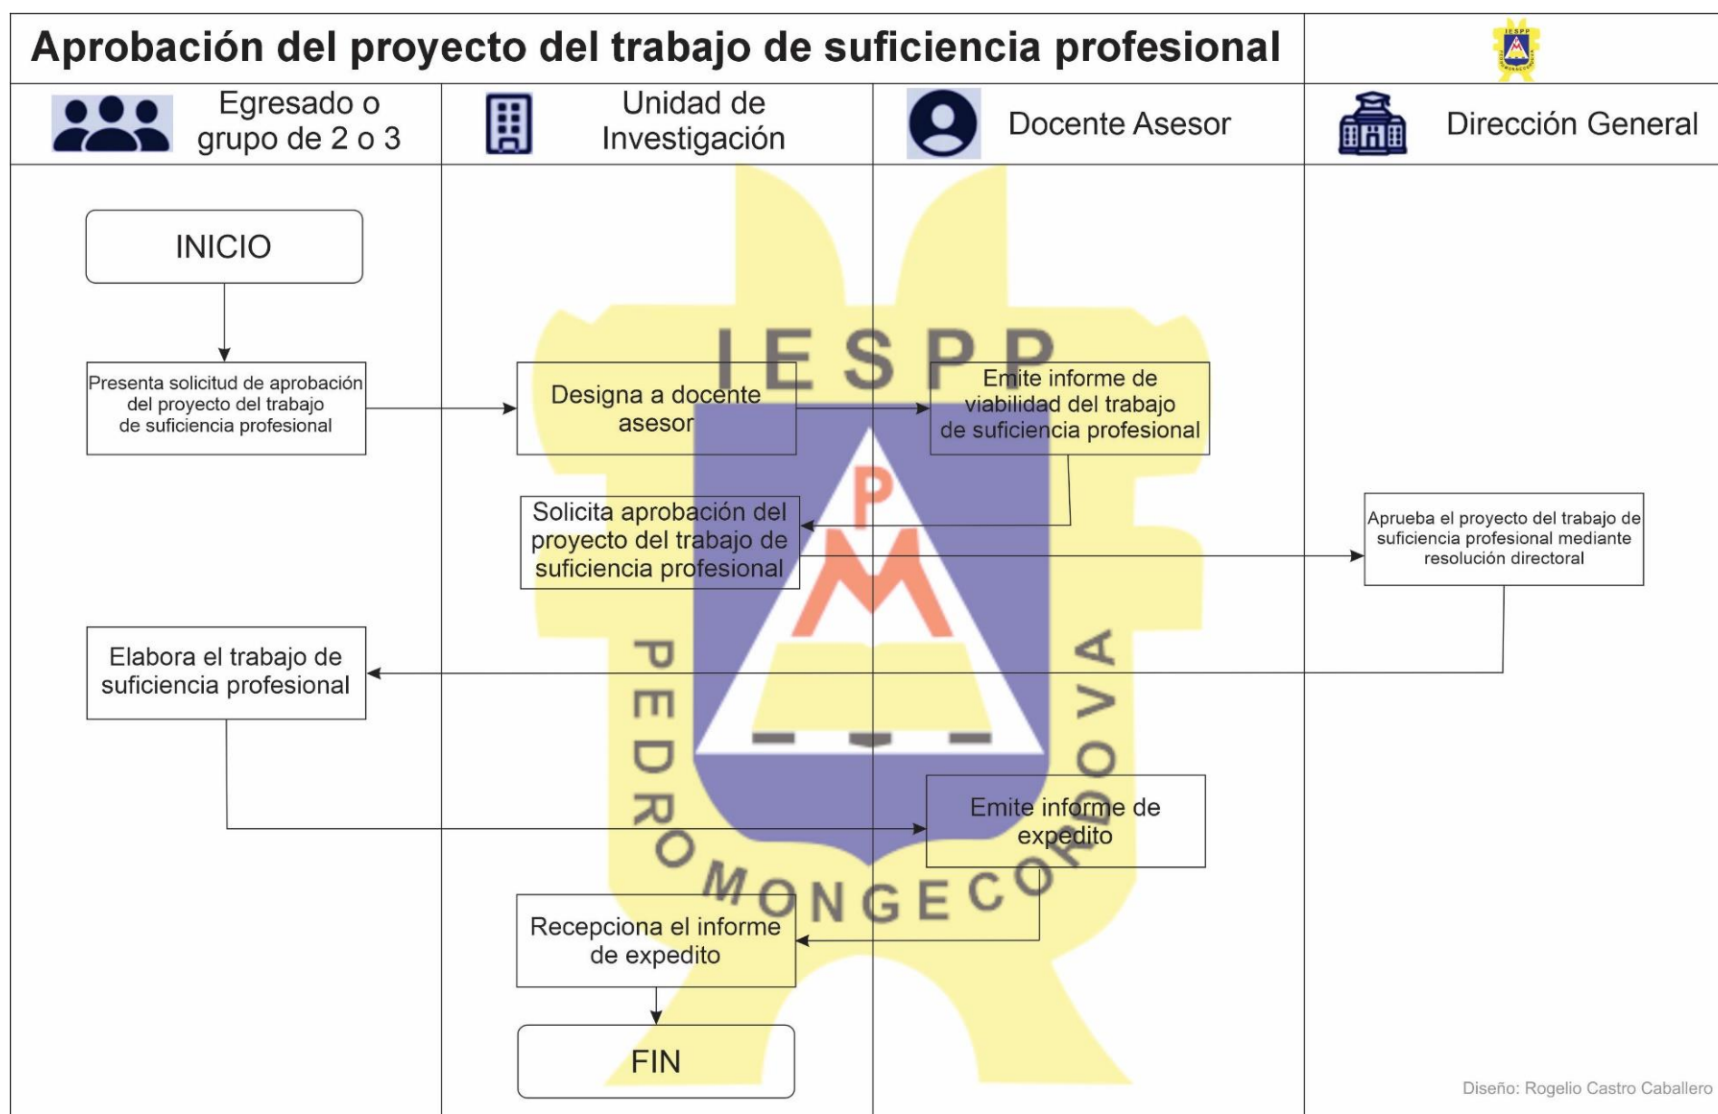 Aprobación del proyecto del trabajo de suficiencia profesional
IESPP
Egresado o
grupo de 2 o 3
Unidad de
Investigación
Docente Asesor
Dirección General
INICIO
IESPP
Presenta solicitud de aprobación
del proyecto del trabajo
de suficiencia profesional
Designa a docente
asesor
Emite informe de
viabilidad del trabajo
de suficiencia profesional
P
M
Solicita aprobación del
proyecto del trabajo de
suficiencia profesional
Aprueba el proyecto del trabajo de
suficiencia profesional mediante
resolución directoral
Elabora el trabajo de
suficiencia profesional
PEDRO MONGE CORDOVA
Emite informe de
expedito
Recepciona el informe
de expedito
FIN
Diseño: Rogelio Castro Caballero